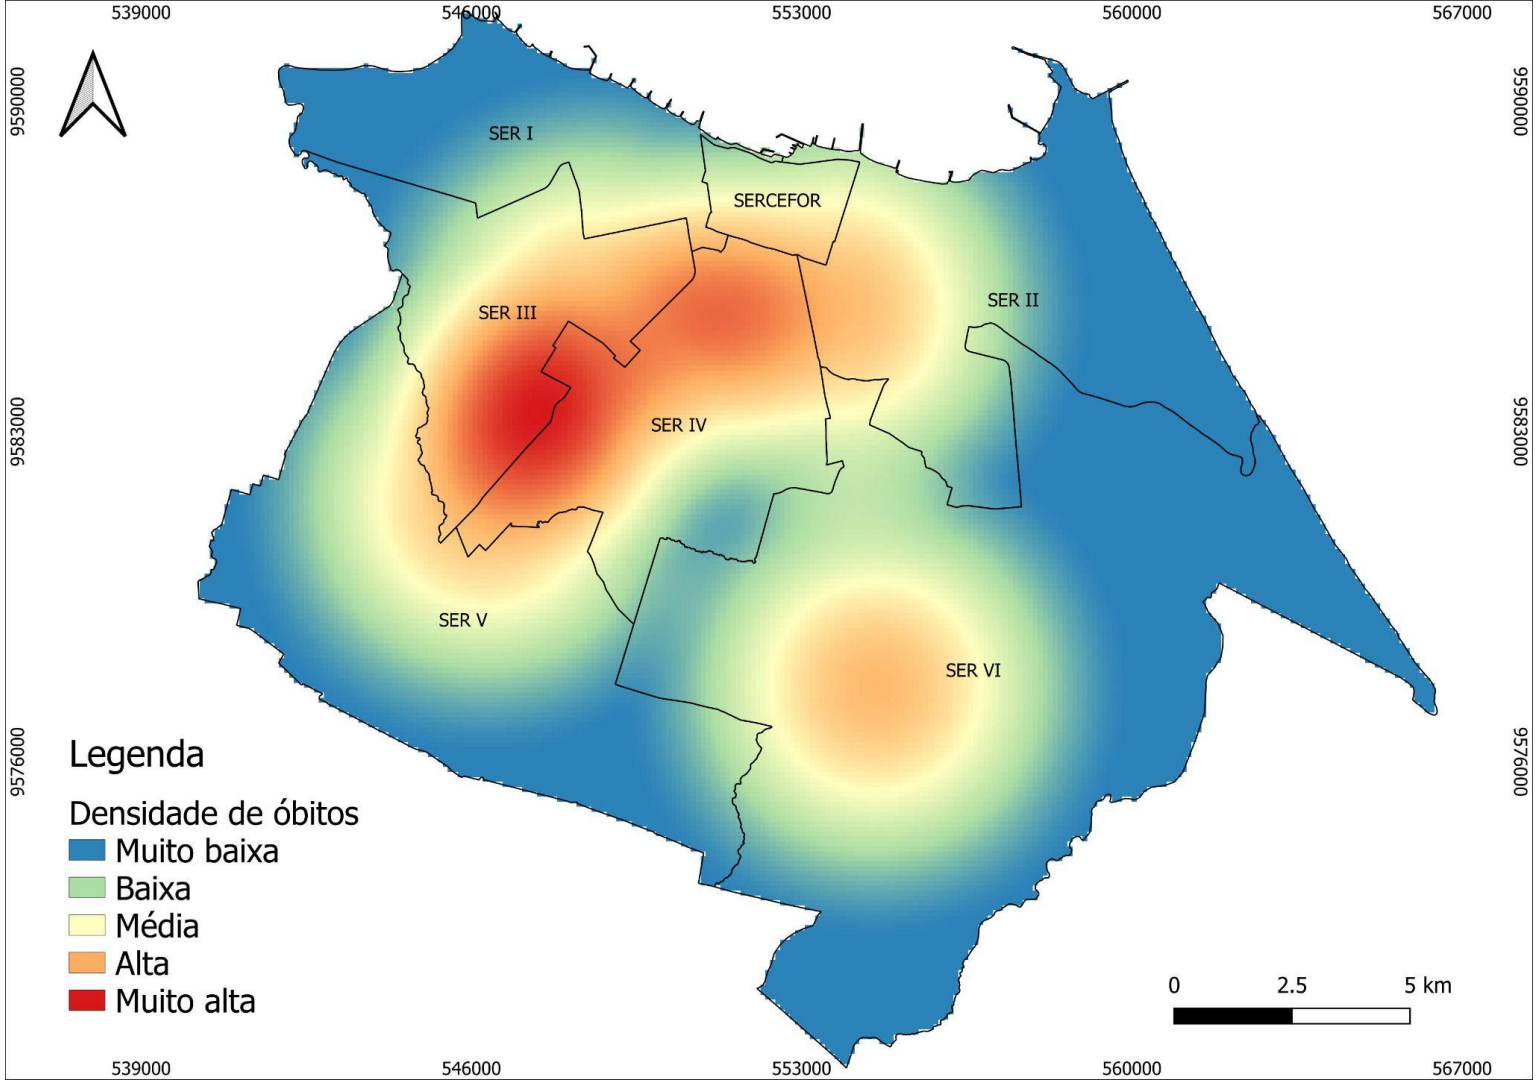 539000 546000 553000 560000 567000
9590000 9590000
SER I
SERCEFOR
SER II
SER III
9583000 9583000
SER IV
SER V
SER VI
9576000 9576000
Legenda
Densidade de óbitos
Muito baixa
Baixa
Média
Alta
Muito alta
0 2.5 5 km
539000 546000 553000 560000 567000